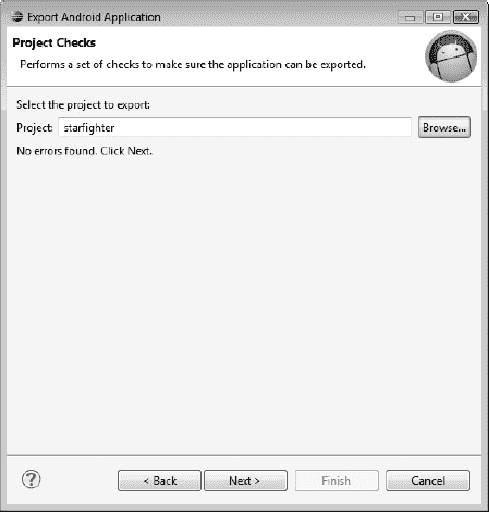 Export Android Application
Project Checks
Performs a set of checks to make sure the application can be exported.
Select the project to export:
Project: starfighter Browse...
No errors found. Click Next.
? < Back Next > Finish Cancel